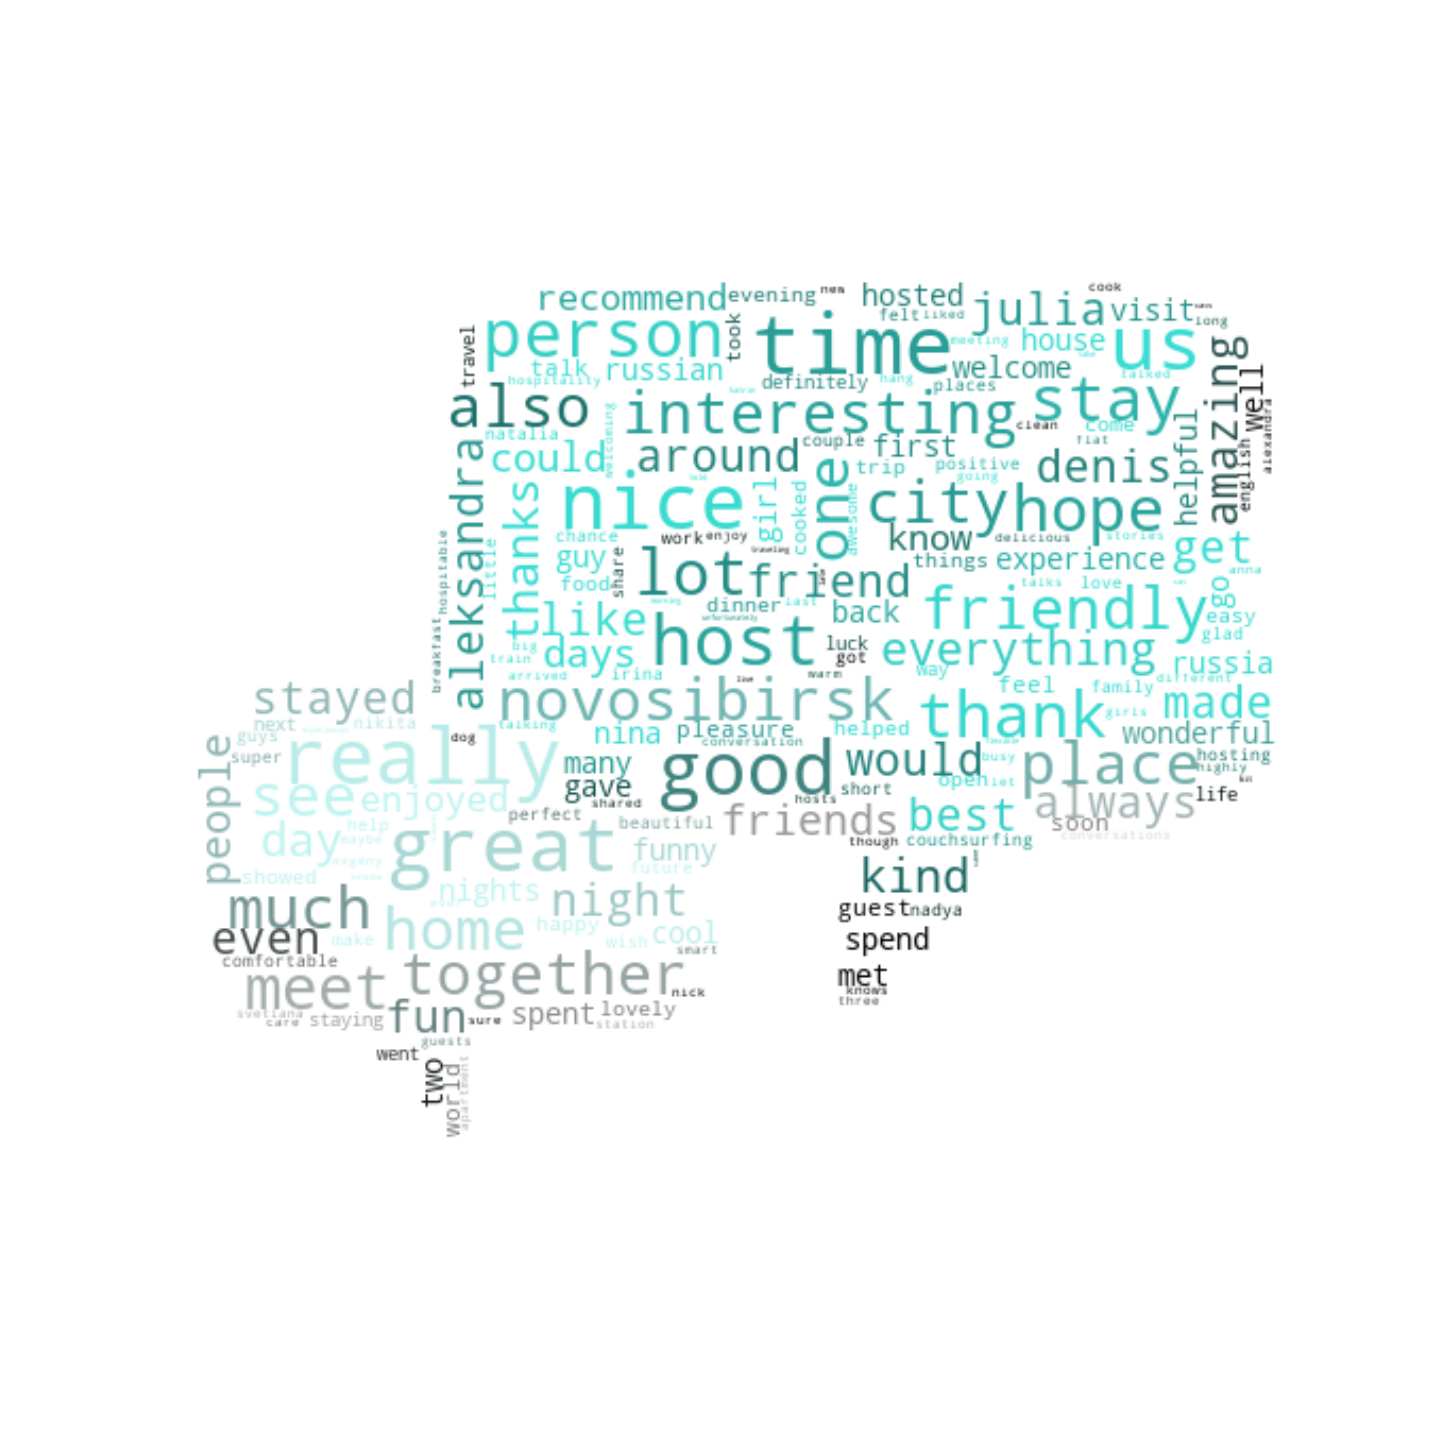 cook
new
recommend
evening
hosted
julia
visit
long
felt
liked
person
time
us
took
travel
meeting
house
talk
russian
welcome
talked
hospitality
definitely
hang
places
stay
amazing
well
also
interesting
clean
come
alexandra
welcoming
natalia
could
around
couple
first
flat
helpful
english
aleksandra
trip
positive
going
denis
nice
girl
cooked
one
awesome
city
hope
thanks
chance
work
enjoy
know
delicious
stories
get
hospitable
little
guy
share
traveling
things
experience
anna
food
lot
friend
talks
love
go
like
dinner
last
back
friendly
easy
unfortunately
glad
breakfast
big
days
host
luck
got
everything
train
way
russia
arrived
irina
warm
different
stayed
novosibirsk
feel
family
made
next
nikita
talking
thank
girls
guys
dog
nina
pleasure
helped
wonderful
people
super
really
conversation
many
good
would
busy
place
hosting
highly
gave
open
see
enjoyed
shared
hosts
short
always
life
perfect
beautiful
friends
best
soon
conversations
day
help
maybe
great
funny
though
couchsurfing
evgeny
future
showed
nights
kind
much
night
guest
nadya
even
home
happy
cool
spend
make
wish
smart
comfortable
meet
together
met
nick
knows
three
svetlana
care
staying
fun
sure
spent
lovely
station
guests
went
two
world
apartment